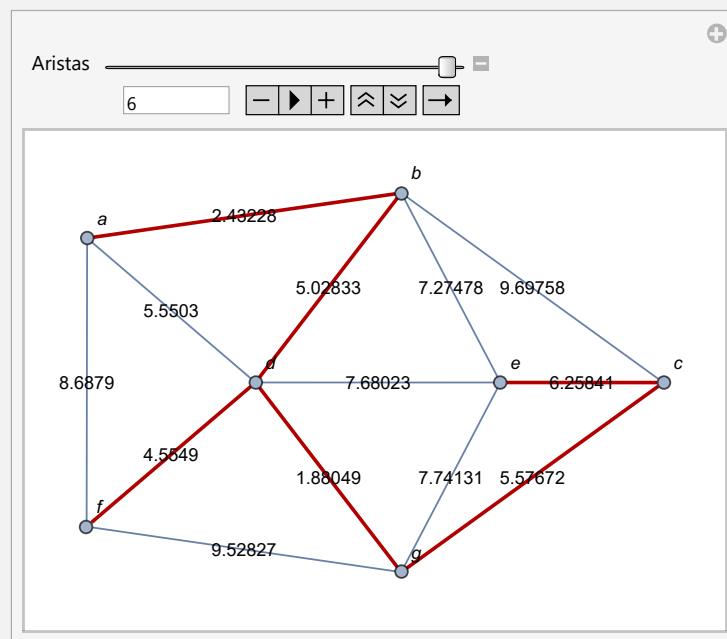 Aristas
6
b
a
2.43228
5.02833
7.27478
9.69758
5.5503
d
e
c
8.6879
7.68023
6.25841
4.5549
1.88049
7.74131
5.57672
f
9.52827
g